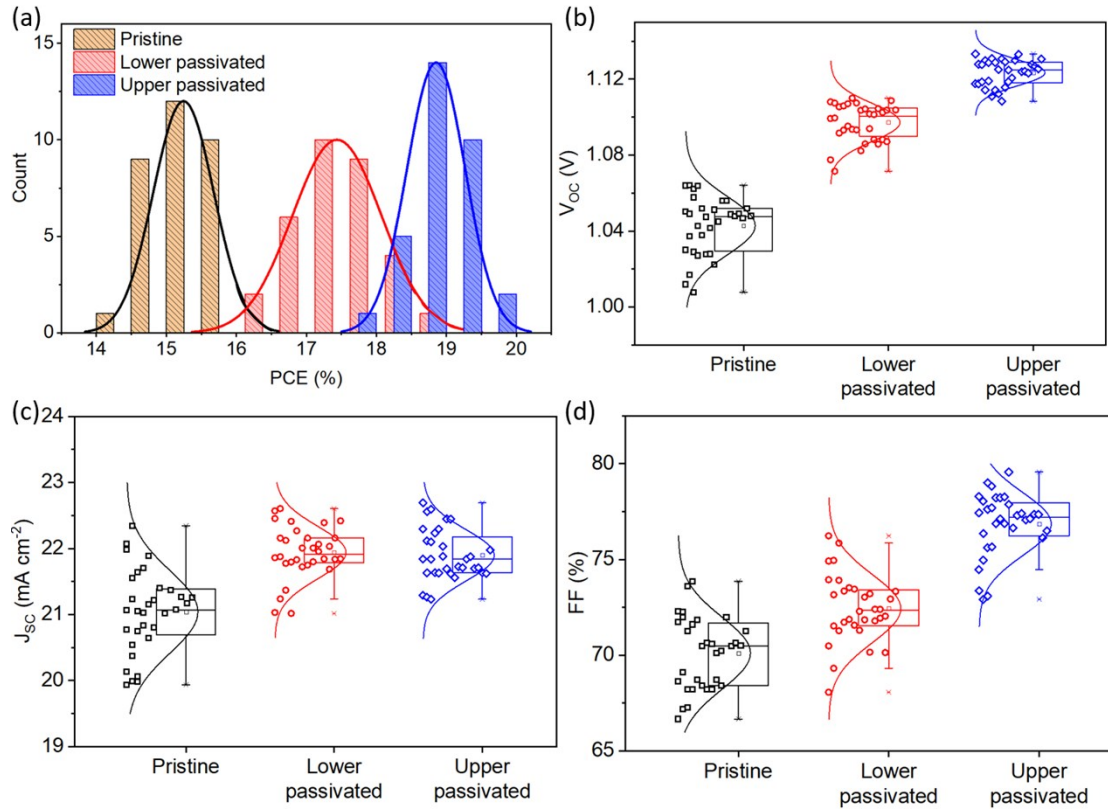 (a)
Pristine
Lower passivated
Upper passivated
15
10
5
0
Count
14 15 16 17 18 19 20
PCE (%)
(b)
1.12
1.08
1.04
1.00
V_OC (V)
Pristine
Lower
passivated
Upper
passivated
(c)
24
23
22
21
20
19
J_SC (mA cm⁻²)
Pristine
Lower
passivated
Upper
passivated
(d)
80
75
70
65
FF (%)
Pristine
Lower
passivated
Upper
passivated